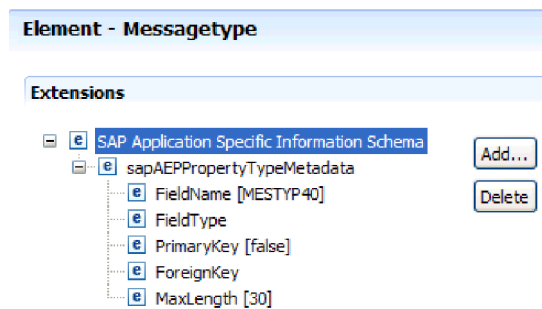 Element - Messagetype
Extensions
SAP Application Specific Information Schema
sapAEPPropertyTypeMetadata
FieldName [MESTYP40]
FieldType
PrimaryKey [false]
ForeignKey
MaxLength [30]
Add...
Delete